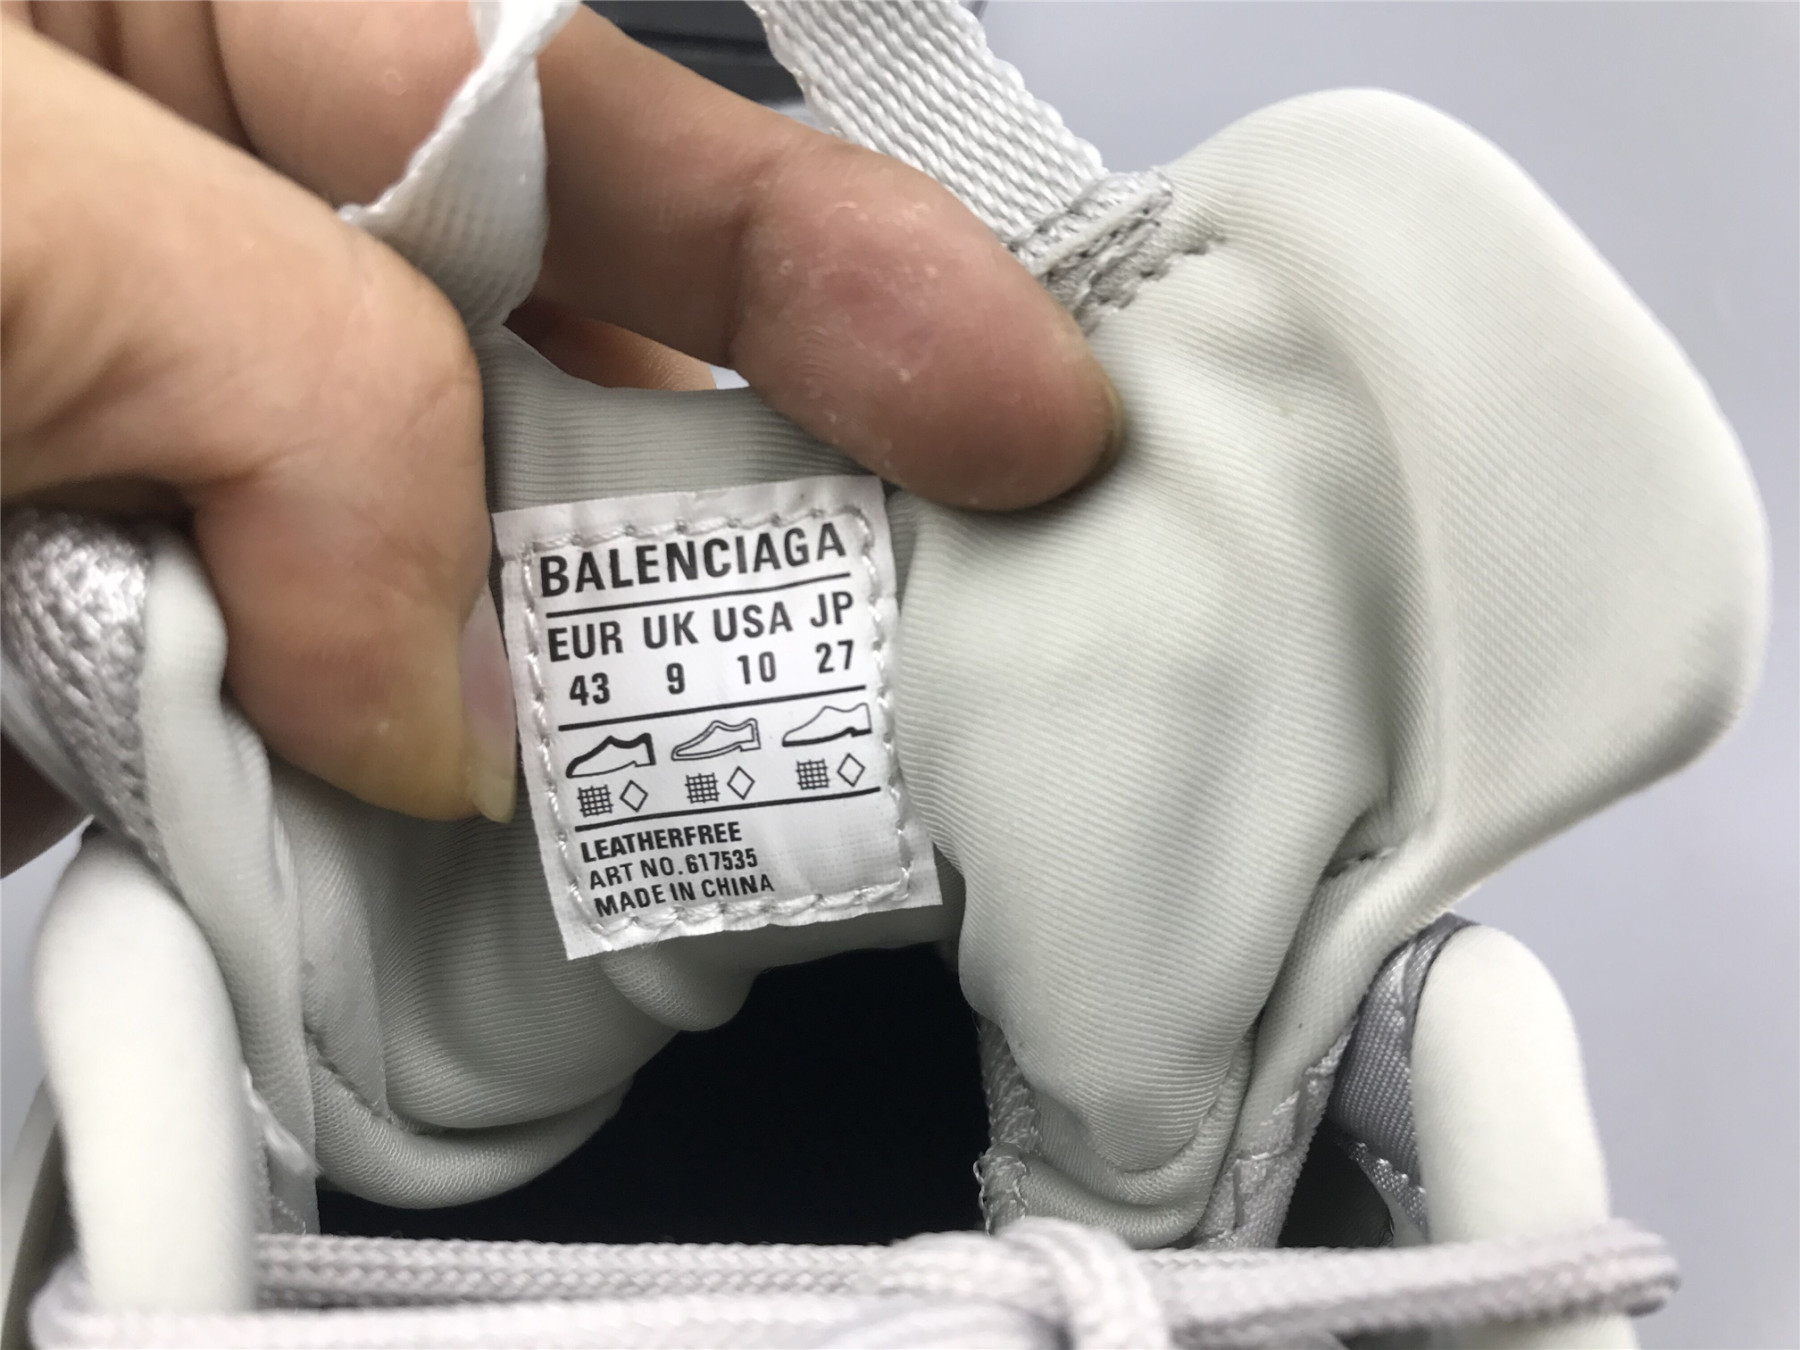 BALENCIAGA
EUR UK USA JP
43 9 10 27
LEATHERFREE
ART NO. 617535
MADE IN CHINA